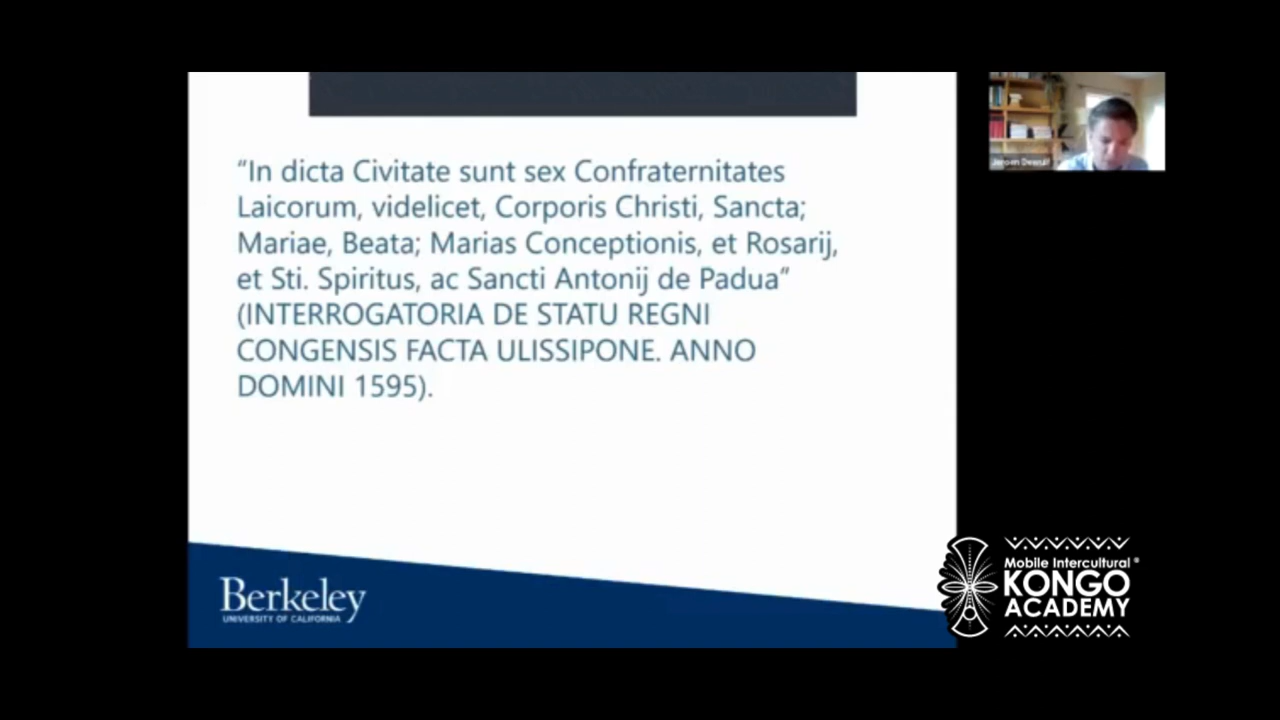 “In dicta Civitate sunt sex Confraternitates
Laicorum, videlicet, Corporis Christi, Sancta;
Mariae, Beata; Marias Conceptionis, et Rosarij,
et Sti. Spiritus, ac Sancti Antonij de Padua”
(INTERROGATORIA DE STATU REGNI
CONGENSIS FACTA ULISSIPONE. ANNO
DOMINI 1595).
Berkeley
UNIVERSITY OF CALIFORNIA
Jeroen Dewulf
Mobile Intercultural®
KONGO
ACADEMY